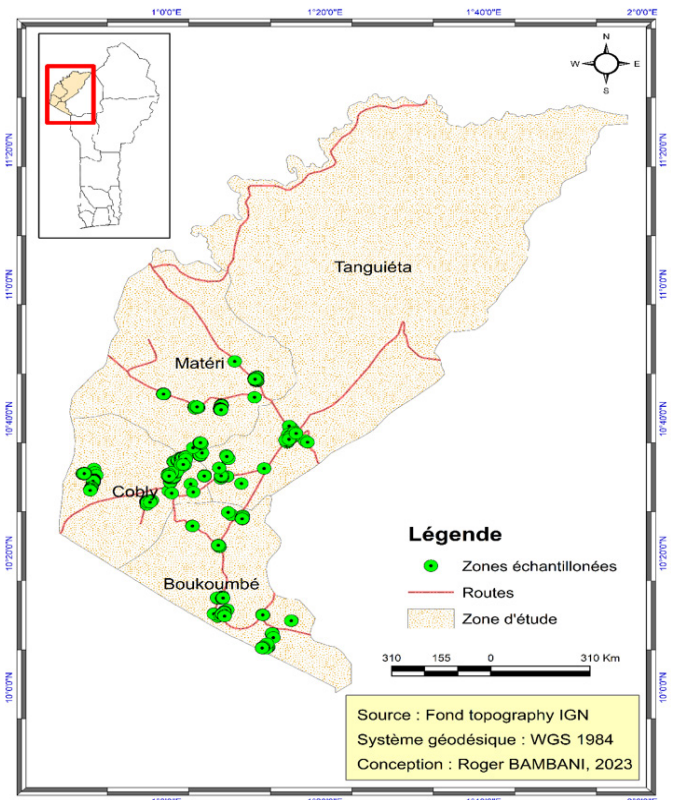 1°0'0"E 1°20'0"E 1°40'0"E 2°0'0"E
N
W E
S
11°20'0"N 11°20'0"N
Tanguiéta
11°0'0"N 11°0'0"N
Matéri
10°40'0"N 10°40'0"N
Cobly
Légende
10°20'0"N 10°20'0"N
Zones échantillonées
Boukoumbé
Routes
Zone d'étude
310 155 0 310 Km
10°0'0"N 10°0'0"N
Source : Fond topography IGN
Système géodésique : WGS 1984
Conception : Roger BAMBANI, 2023